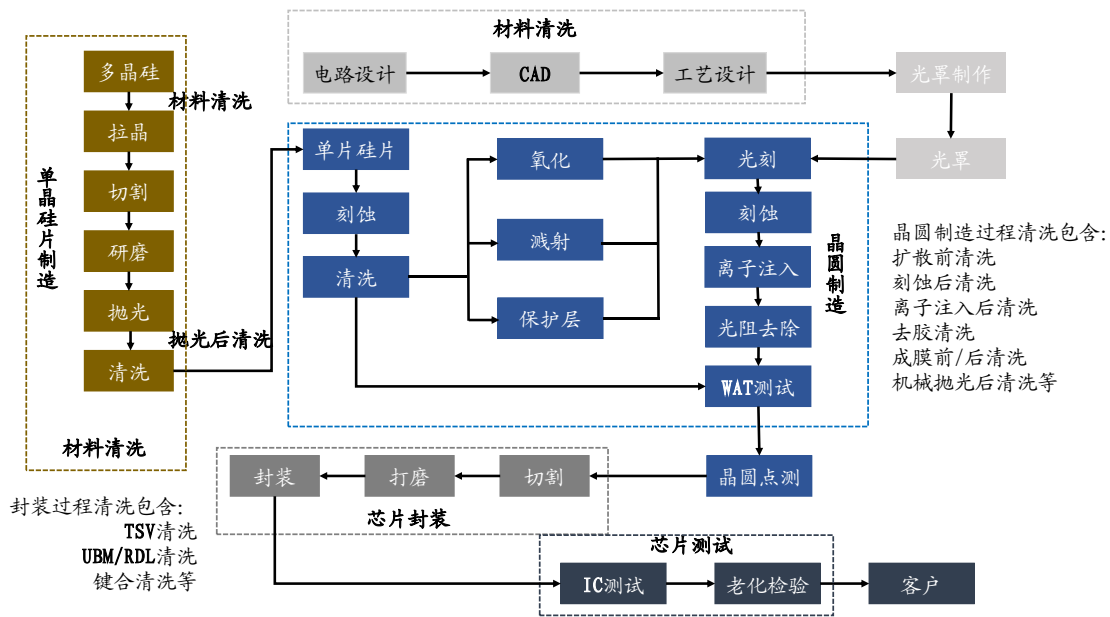 材料清洗
电路设计
CAD
工艺设计
光罩制作
光罩
多晶硅
材料清洗
拉晶
切割
研磨
抛光
抛光后清洗
清洗
单晶硅片制造
材料清洗
单片硅片
刻蚀
清洗
氧化
溅射
保护层
光刻
刻蚀
离子注入
光阻去除
WAT测试
晶圆制造
晶圆制造过程清洗包含:
扩散前清洗
刻蚀后清洗
离子注入后清洗
去胶清洗
成膜前/后清洗
机械抛光后清洗等
封装
打磨
切割
晶圆点测
芯片封装
封装过程清洗包含:
TSV清洗
UBM/RDL清洗
键合清洗等
芯片测试
IC测试
老化检验
客户